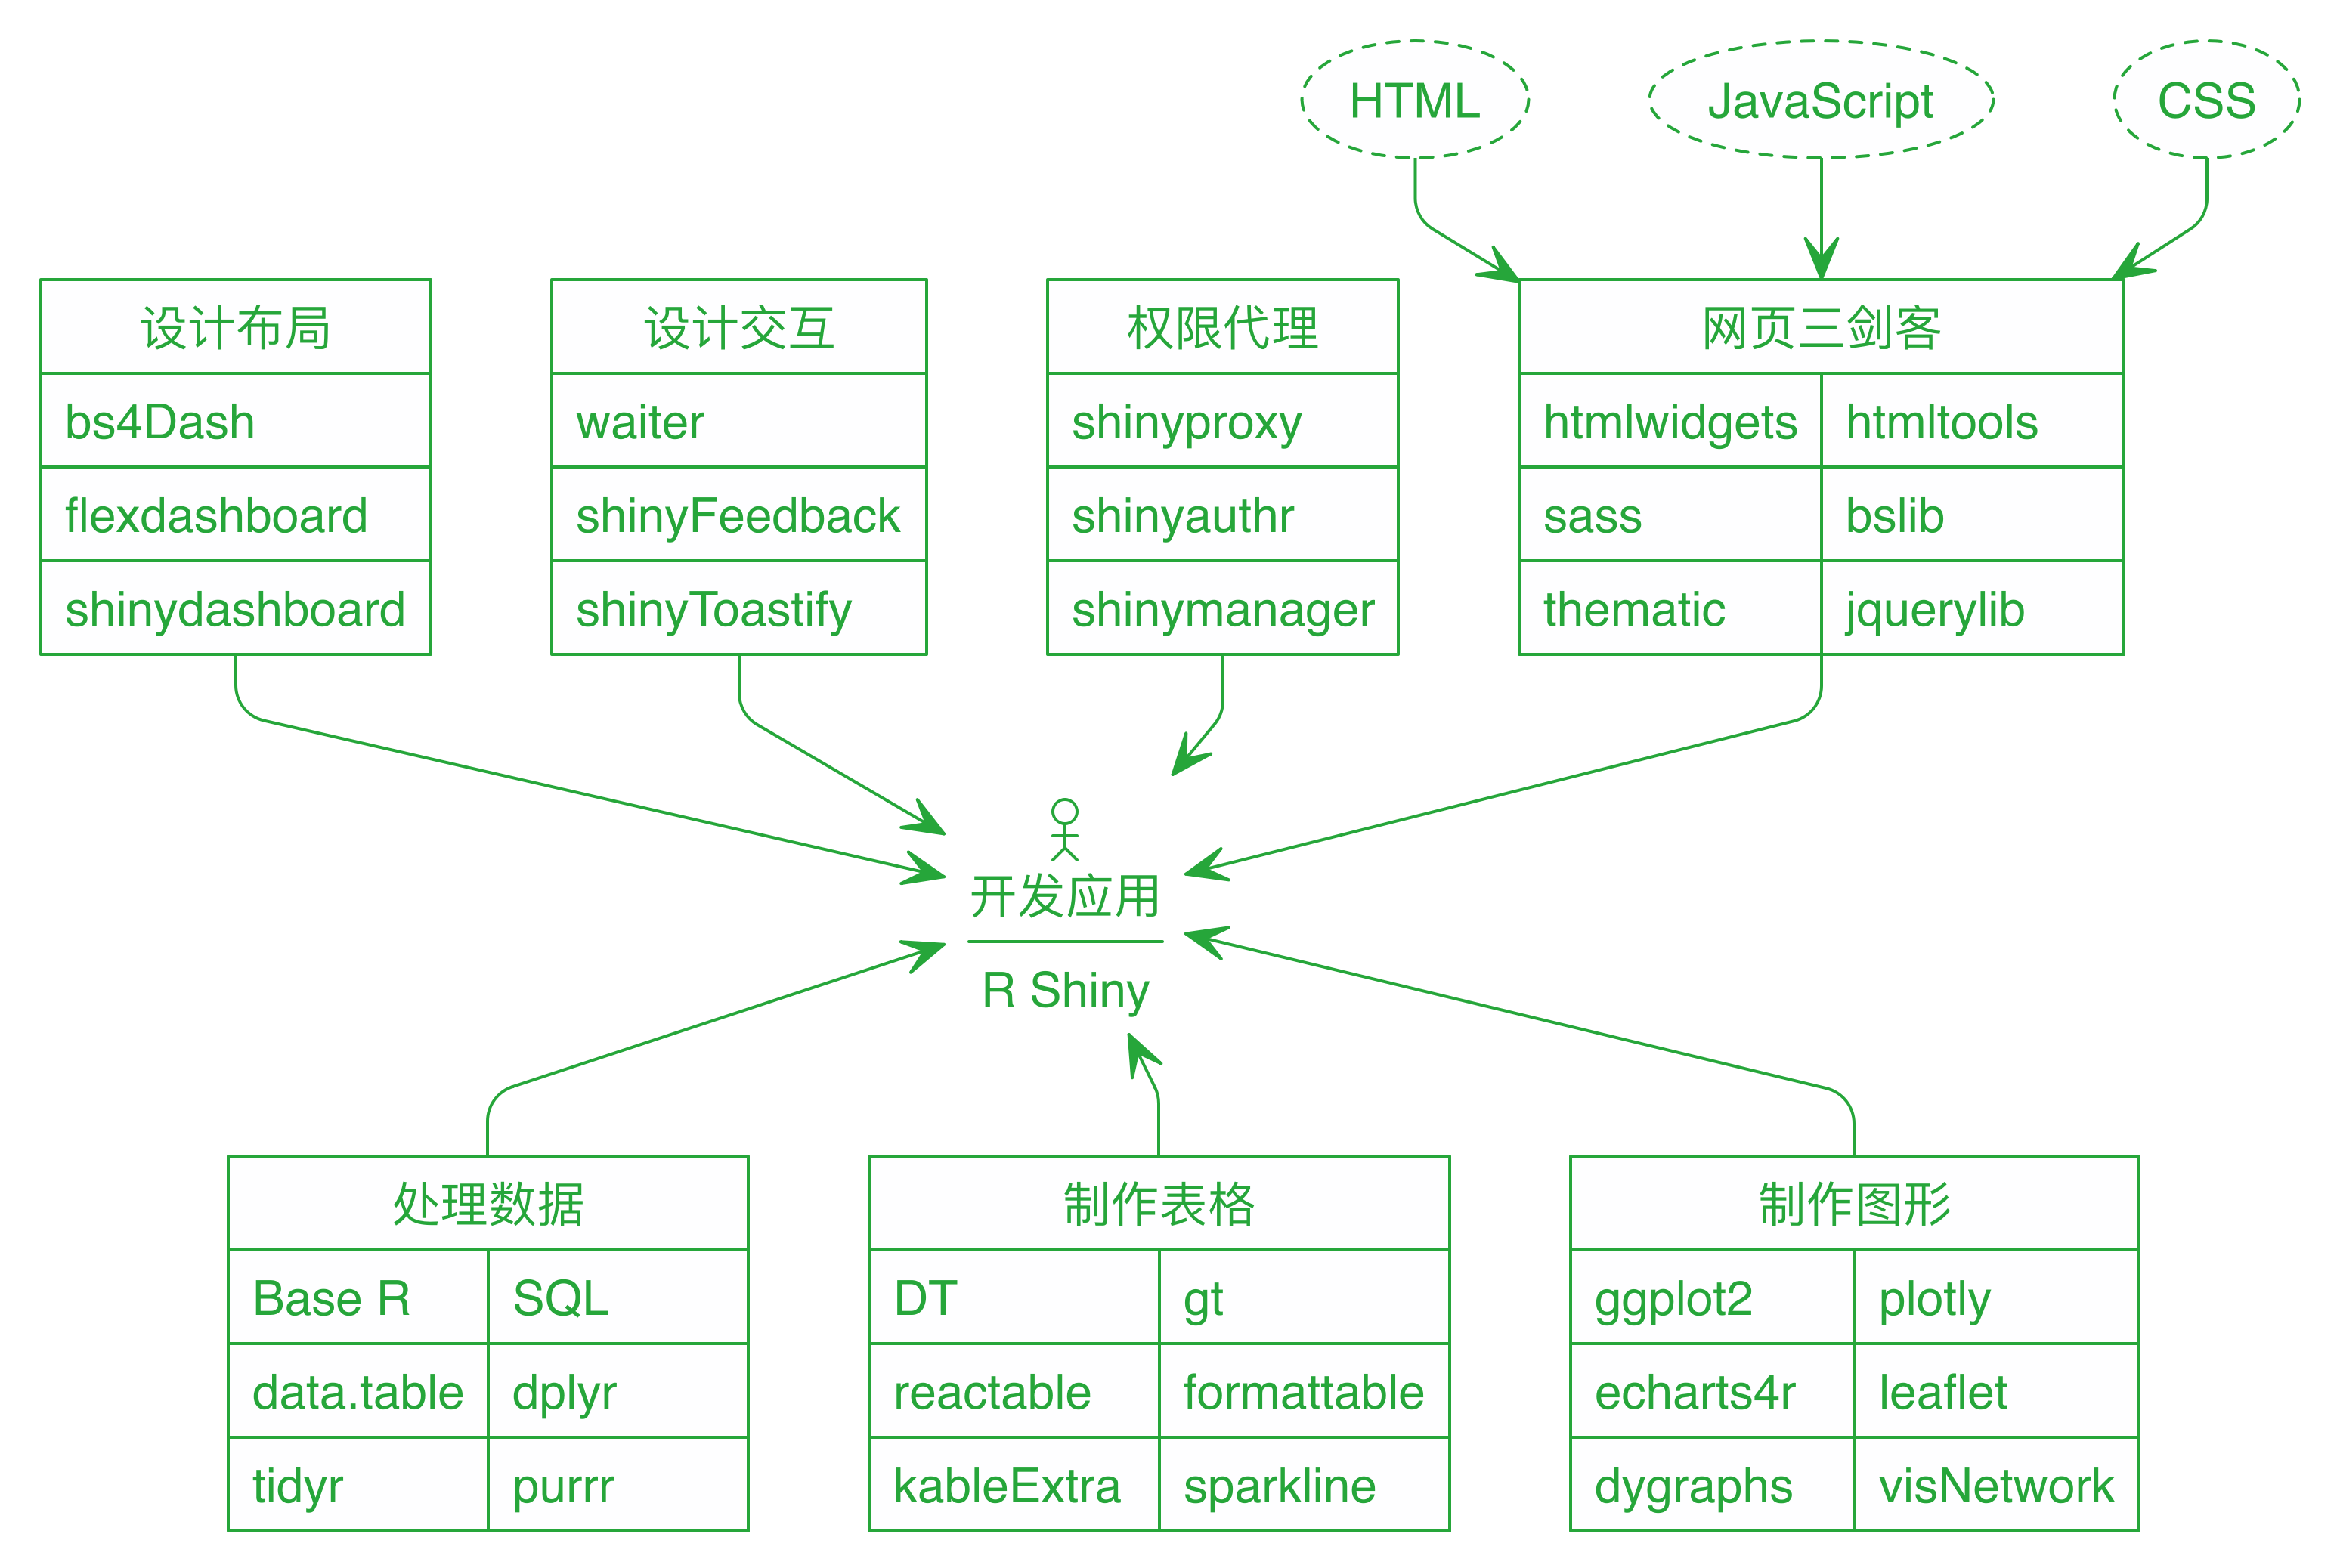 HTML
JavaScript
CSS
设计布局
bs4Dash
flexdashboard
shinydashboard
设计交互
waiter
shinyFeedback
shinyToastify
权限代理
shinyproxy
shinyauthr
shinymanager
网页三剑客
htmlwidgets htmltools
sass bslib
thematic jquerylib
开发应用
R Shiny
处理数据
Base R SQL
data.table dplyr
tidyr purrr
制作表格
DT gt
reactable formattable
kableExtra sparkline
制作图形
ggplot2 plotly
echarts4r leaflet
dygraphs visNetwork